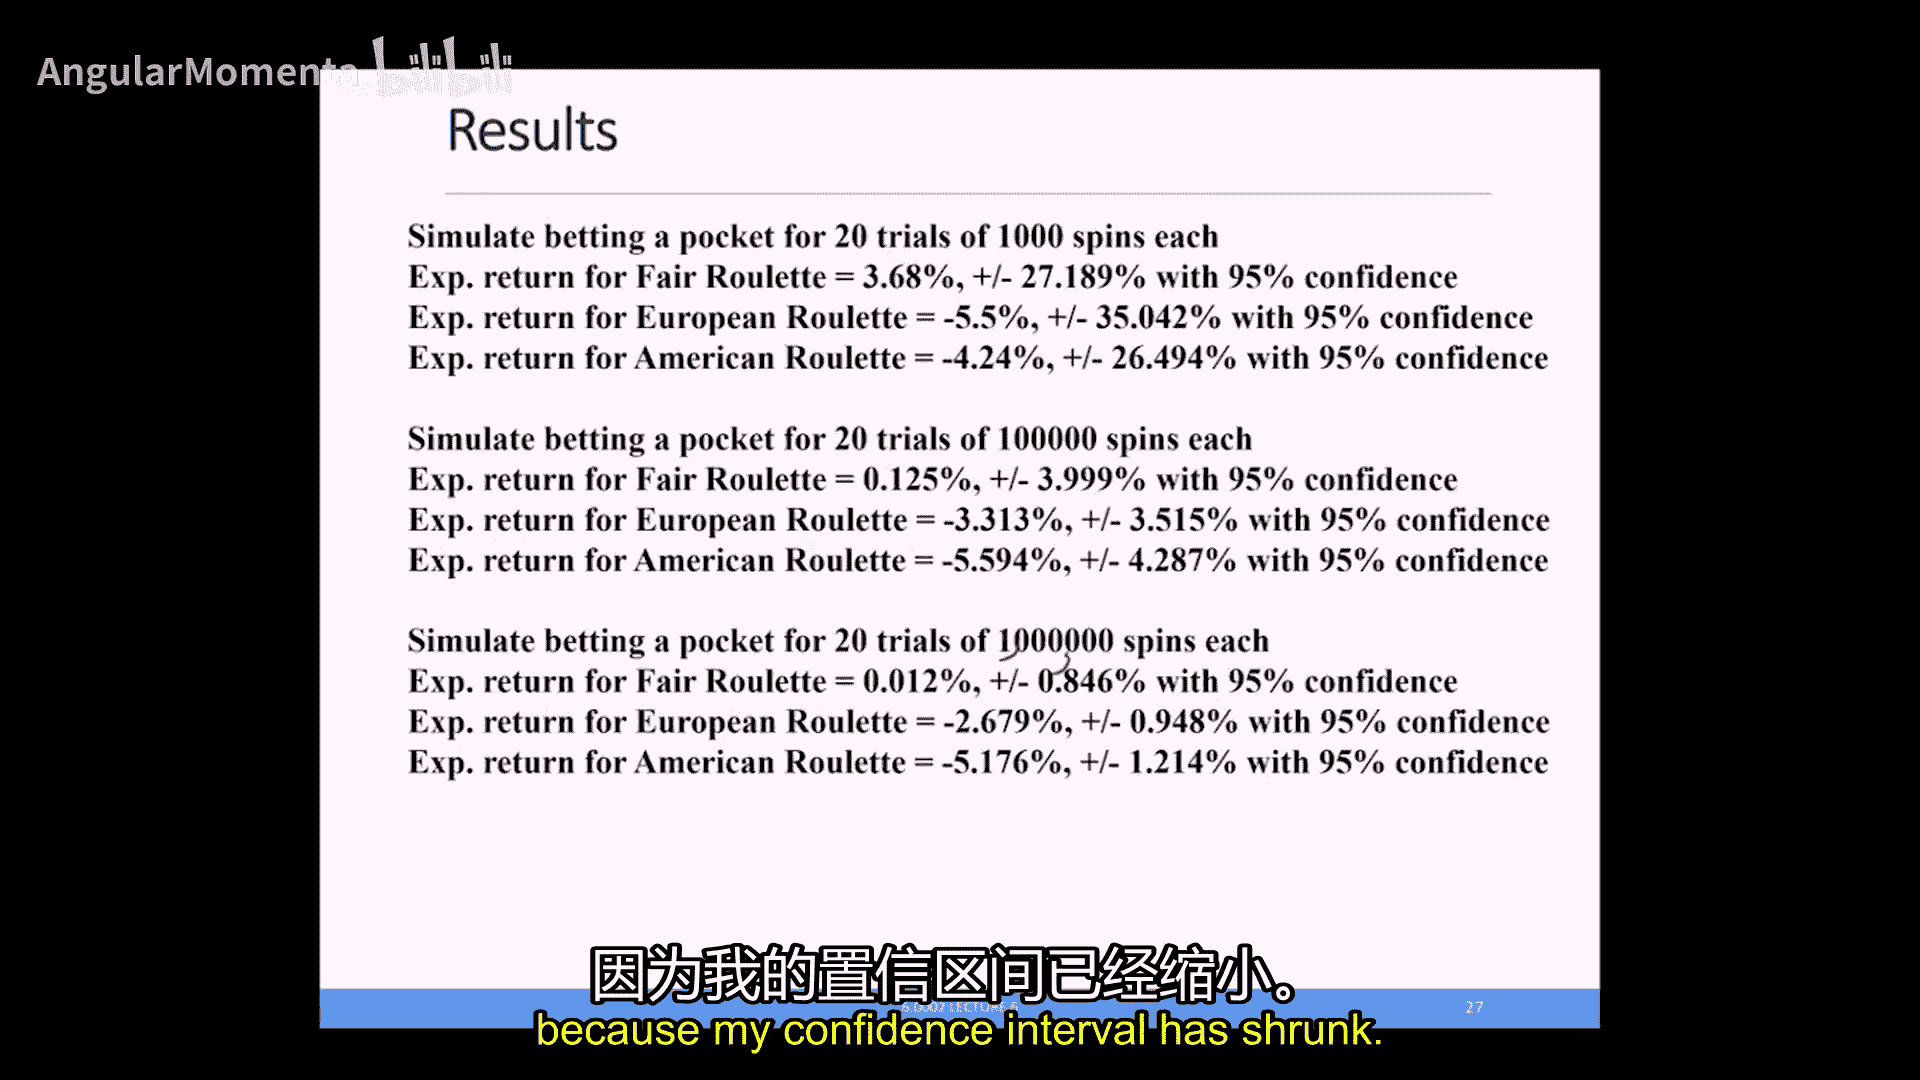 AngularMomenta bilibili
Results
Simulate betting a pocket for 20 trials of 1000 spins each
Exp. return for Fair Roulette = 3.68%, +/- 27.189% with 95% confidence
Exp. return for European Roulette = -5.5%, +/- 35.042% with 95% confidence
Exp. return for American Roulette = -4.24%, +/- 26.494% with 95% confidence
Simulate betting a pocket for 20 trials of 100000 spins each
Exp. return for Fair Roulette = 0.125%, +/- 3.999% with 95% confidence
Exp. return for European Roulette = -3.313%, +/- 3.515% with 95% confidence
Exp. return for American Roulette = -5.594%, +/- 4.287% with 95% confidence
Simulate betting a pocket for 20 trials of 1000000 spins each
Exp. return for Fair Roulette = 0.012%, +/- 0.846% with 95% confidence
Exp. return for European Roulette = -2.679%, +/- 0.948% with 95% confidence
Exp. return for American Roulette = -5.176%, +/- 1.214% with 95% confidence
因为我的置信区间已经缩小。
6.0002 LECTURE 6
27
because my confidence interval has shrunk.